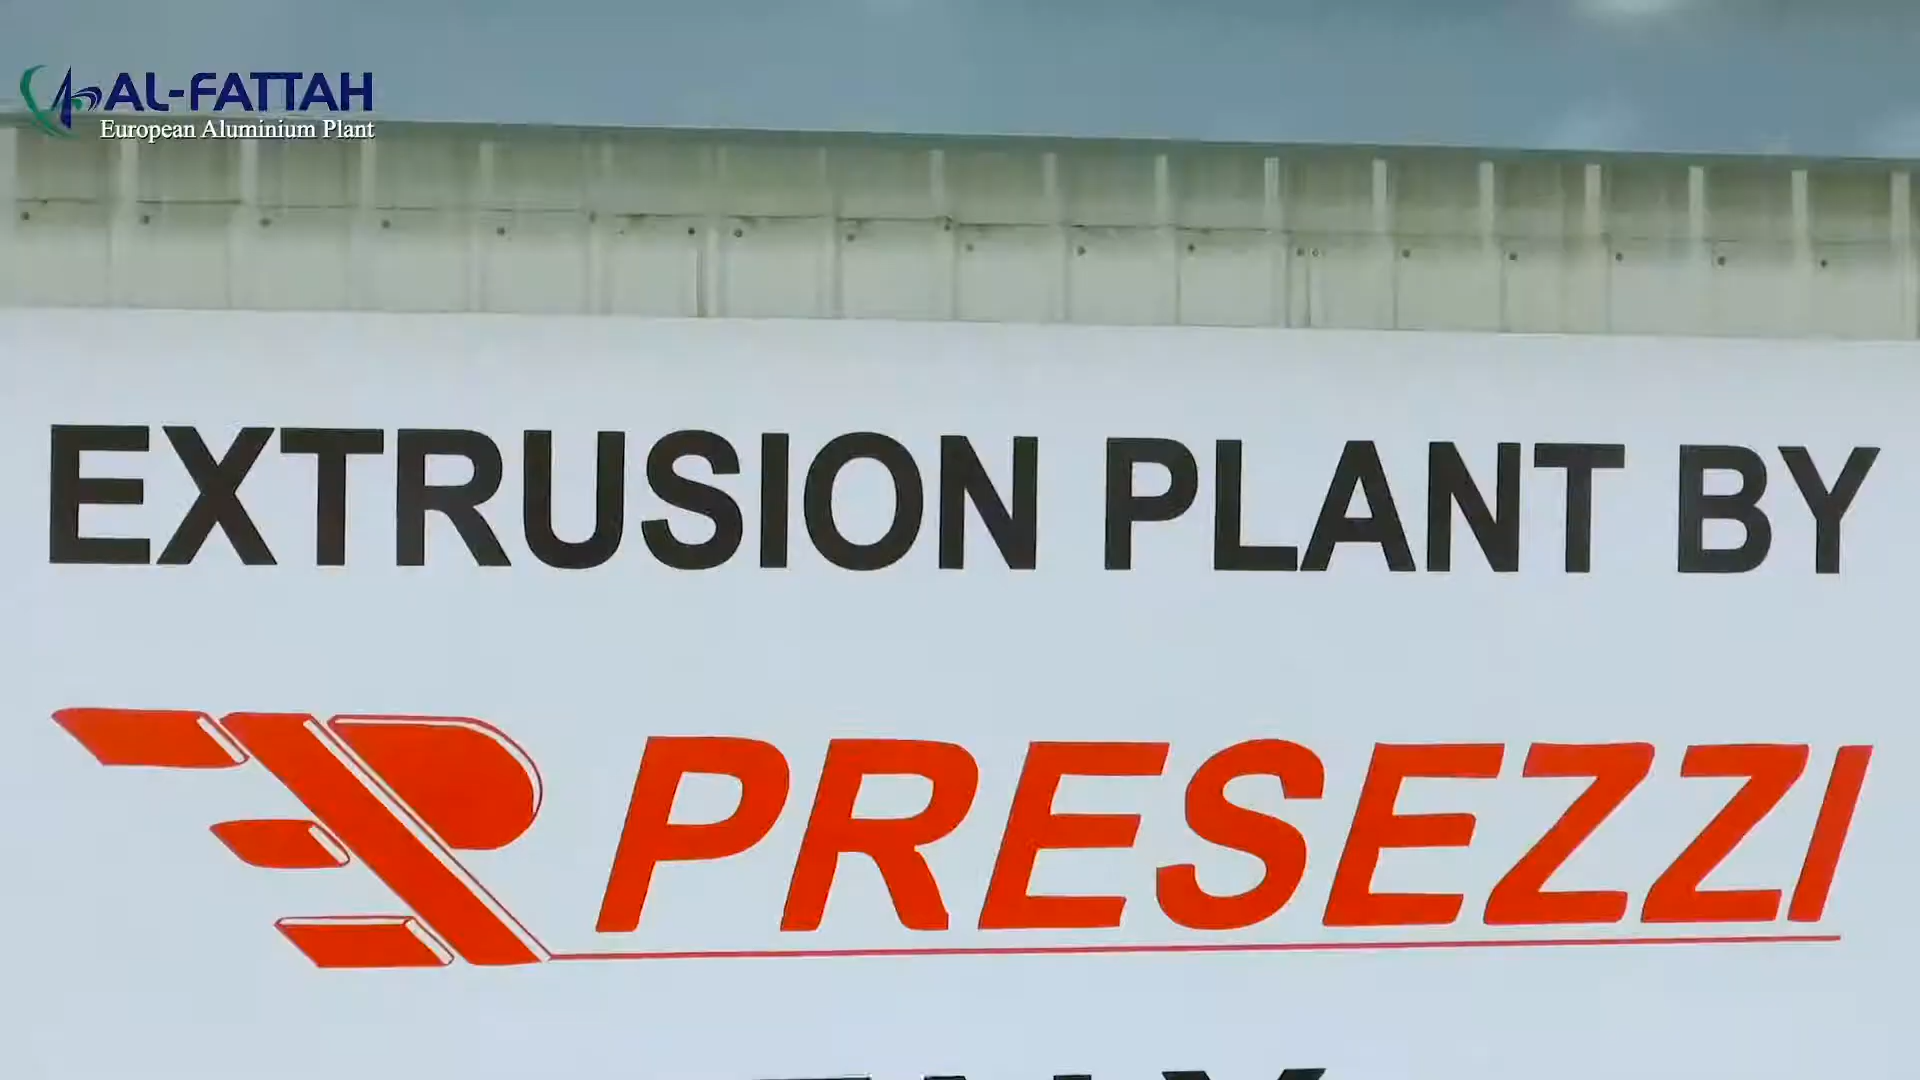 AL-FATTAH
European Aluminium Plant
EXTRUSION PLANT BY
PRESEZZI